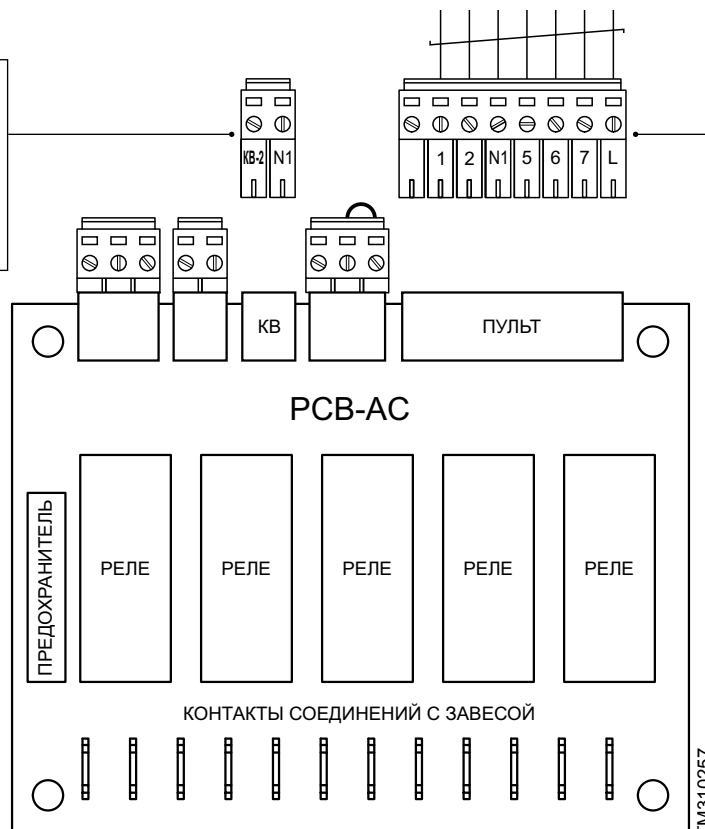 КВ-2 N1
1 2 N1 5 6 7 L
КВ
ПУЛЬТ
PCB-AC
ПРЕДОХРАНИТЕЛЬ
РЕЛЕ РЕЛЕ РЕЛЕ РЕЛЕ РЕЛЕ
КОНТАКТЫ СОЕДИНЕНИЙ С ЗАВЕСОЙ